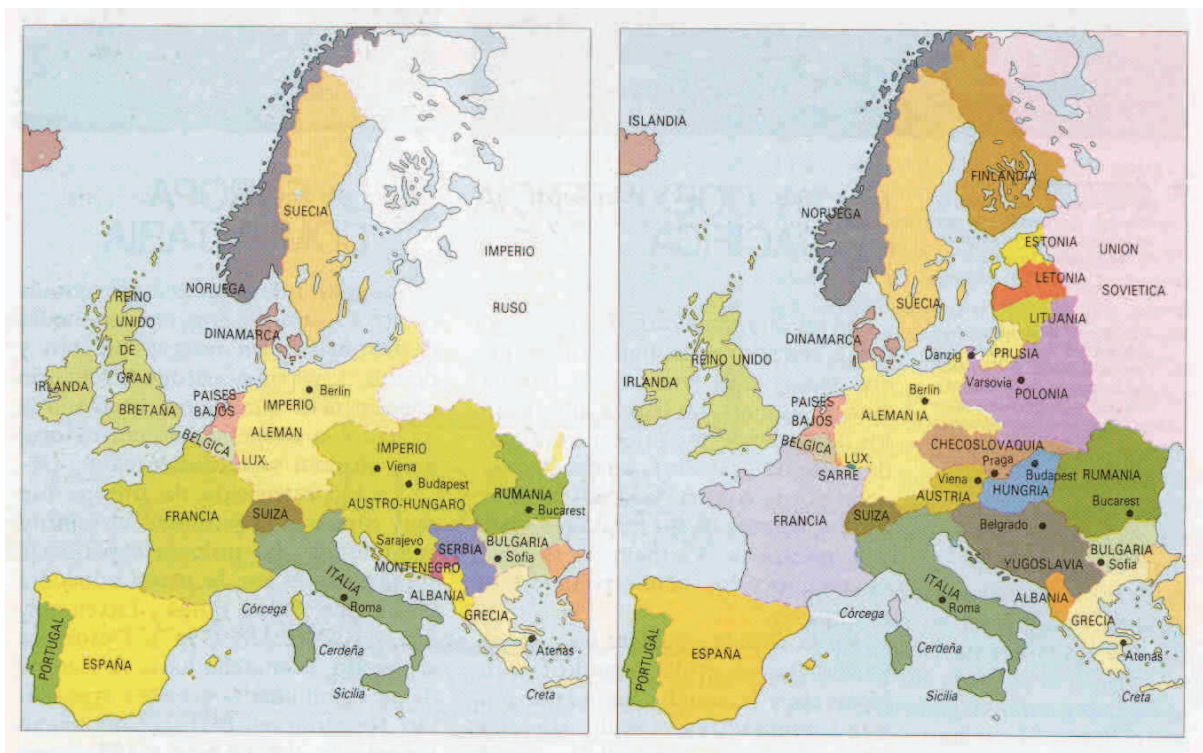 SUECIA
IMPERIO
RUSO
NORUEGA
REINO
UNIDO
DE
GRAN
BRETAÑA
DINAMARCA
IRLANDA
PAISES
BAJOS
Berlín
IMPERIO
ALEMAN
BELGICA
LUX.
IMPERIO
Viena
Budapest
AUSTRO-HUNGARO
RUMANIA
Bucarest
FRANCIA
SUIZA
Sarajevo
SERBIA
BULGARIA
Sofia
MONTENEGRO
ITALIA
ALBANIA
Córcega
Roma
GRECIA
PORTUGAL
ESPAÑA
Cerdeña
Atenas
Sicilia
Creta
ISLANDIA
FINLANDIA
NORUEGA
ESTONIA
UNION
LETONIA
SOVIETICA
SUECIA
LITUANIA
DINAMARCA
Danzig
PRUSIA
REINO UNIDO
IRLANDA
Varsovia
POLONIA
PAISES
BAJOS
Berlín
ALEMANIA
BELGICA
CHECOSLOVAQUIA
LUX.
Praga
SARRE
Viena
Budapest
RUMANIA
AUSTRIA
HUNGRIA
Bucarest
FRANCIA
SUIZA
Belgrado
BULGARIA
YUGOSLAVIA
Sofia
ITALIA
ALBANIA
Córcega
Roma
GRECIA
PORTUGAL
ESPAÑA
Cerdeña
Atenas
Sicilia
Creta